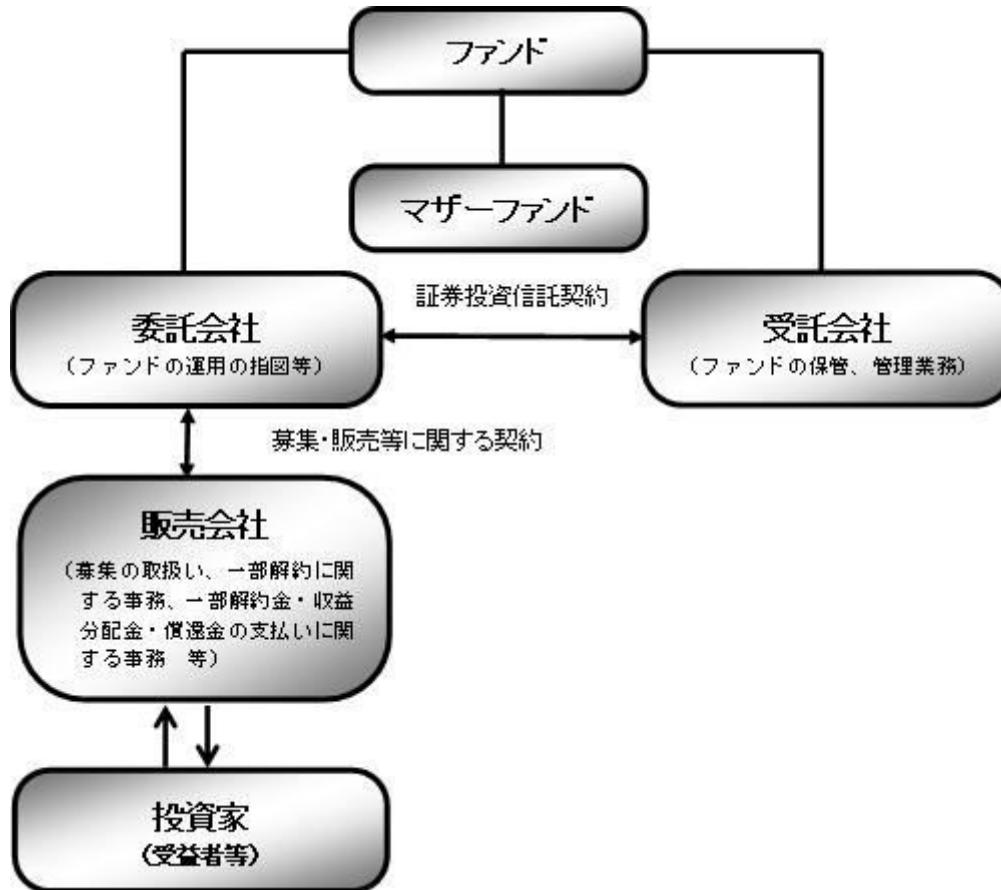 ファンド
マザーファンド
証券投資信託契約
委託会社
（ファンドの運用の指図等）
受託会社
（ファンドの保管、管理業務）
募集・販売等に関する契約
販売会社
（募集の取扱い、一部解約に関
する事務、一部解約金・収益
分配金・償還金の支払いに関
する事務　等）
投資家
（受益者等）